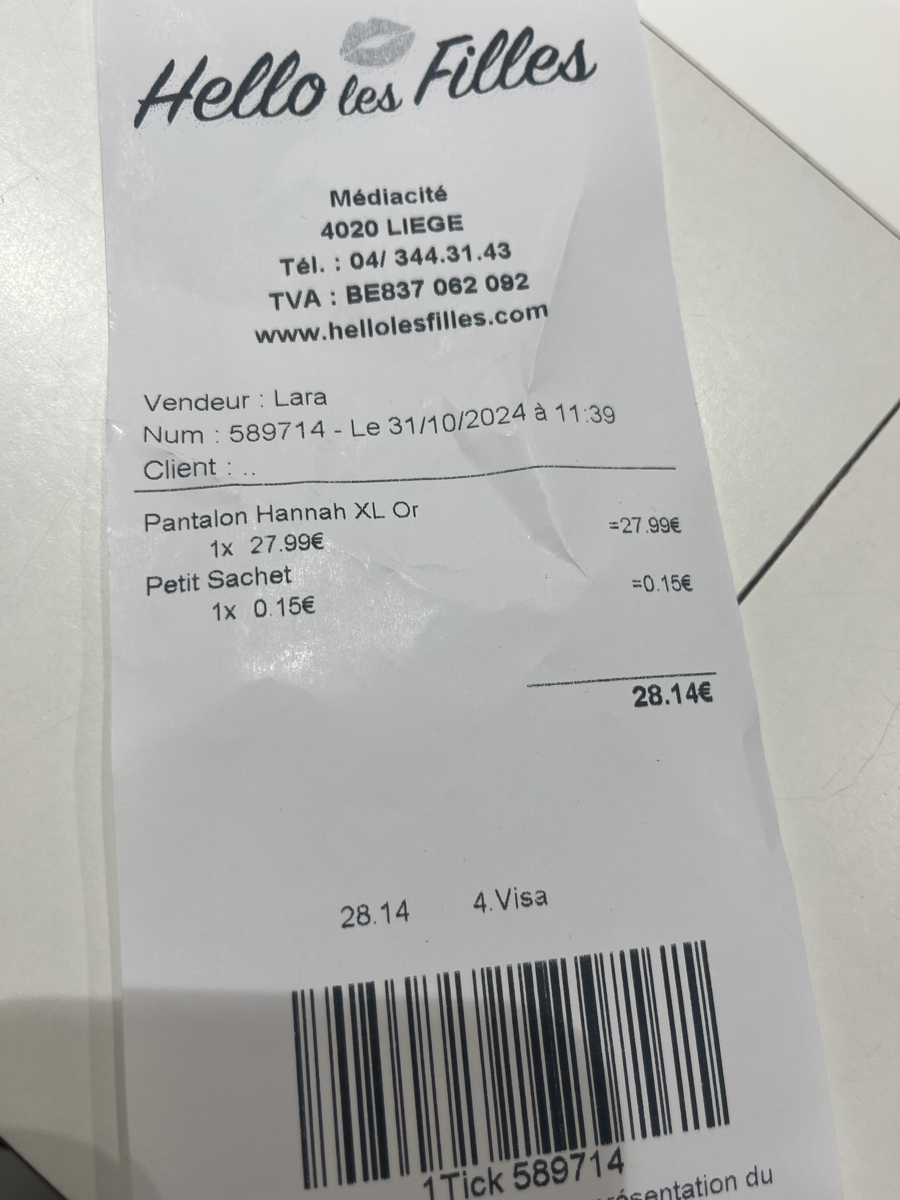 Hello les Filles
Médiacité
4020 LIEGE
Tél. : 04/ 344.31.43
TVA : BE837 062 092
www.hellolesfilles.com
Vendeur : Lara
Num : 589714 - Le 31/10/2024 à 11:39
Client : ..
Pantalon Hannah XL Or
1x 27.99€ =27.99€
Petit Sachet
1x 0.15€ =0.15€
28.14€
28.14 4.Visa
1Tick 589714
du